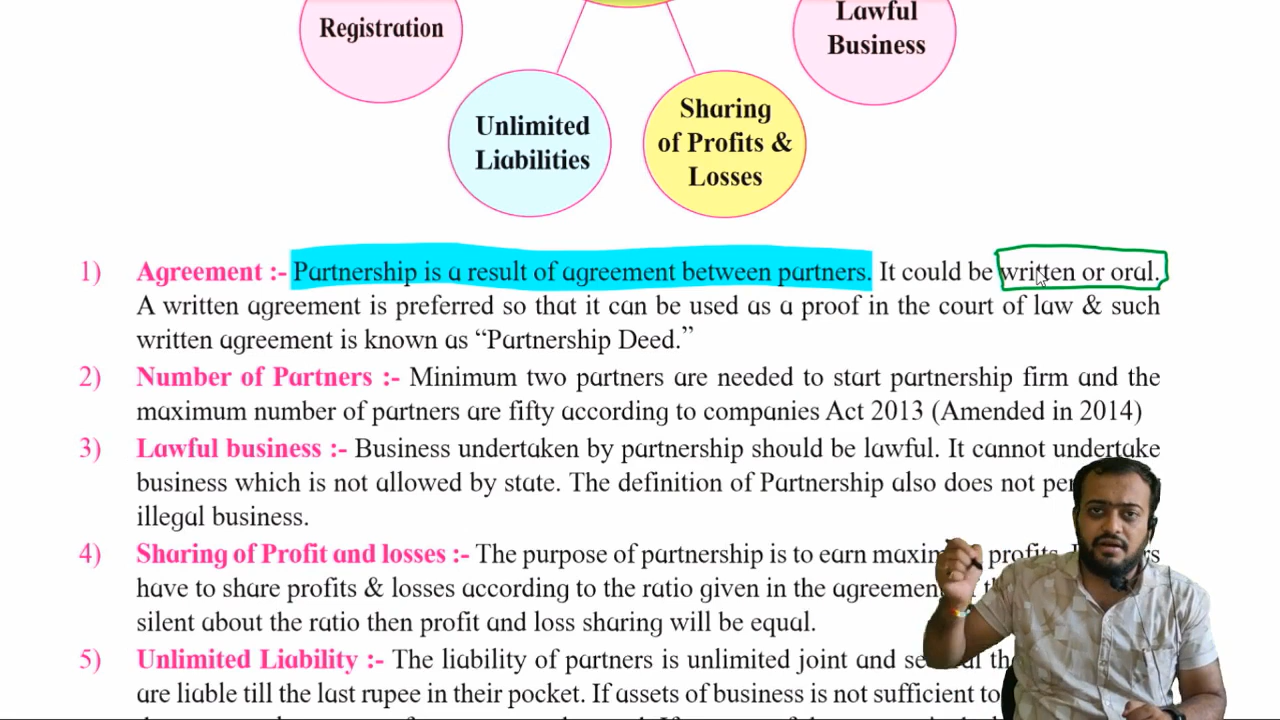 Registration
Lawful
Business
Unlimited
Liabilities
Sharing
of Profits &
Losses
1) Agreement :- Partnership is a result of agreement between partners. It could be written or oral.
A written agreement is preferred so that it can be used as a proof in the court of law & such
written agreement is known as “Partnership Deed.”
2) Number of Partners :- Minimum two partners are needed to start partnership firm and the
maximum number of partners are fifty according to companies Act 2013 (Amended in 2014)
3) Lawful business :- Business undertaken by partnership should be lawful. It cannot undertake
business which is not allowed by state. The definition of Partnership also does not
illegal business.
4) Sharing of Profit and losses :- The purpose of partnership is to earn profits.
have to share profits & losses according to the ratio given in the
silent about the ratio then profit and loss sharing will be equal.
5) Unlimited Liability :- The liability of partners is unlimited joint and
are liable till the last rupee in their pocket. If assets of business is not sufficient to